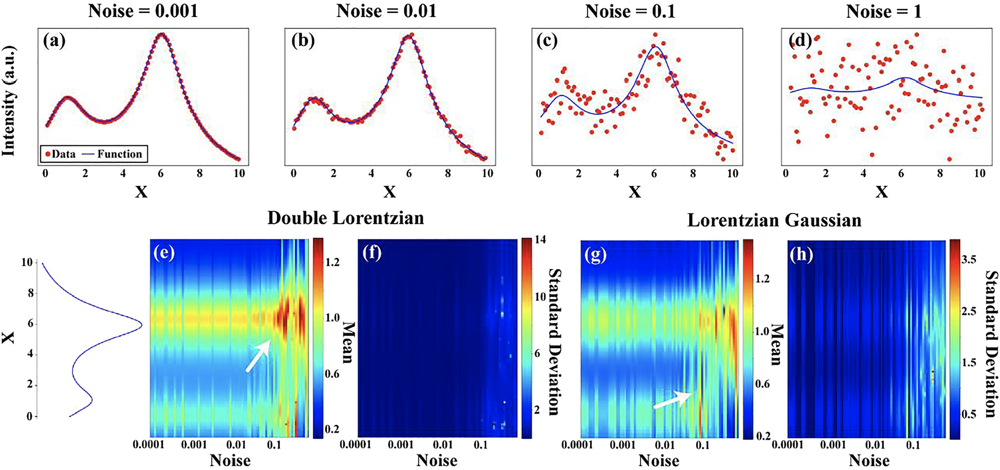 Noise = 0.001 Noise = 0.01 Noise = 0.1 Noise = 1
(a) (b) (c) (d)
Intensity (a.u.)
Data Function
0 2 4 6 8 10 0 2 4 6 8 10 0 2 4 6 8 10 0 2 4 6 8 10
X X X X
Double Lorentzian Lorentzian Gaussian
X
10
8
6
4
2
0
(e)
1.2
1.0
0.6
0.2
Mean
0.0001 0.001 0.01 0.1
Noise
(f)
14
10
6
2
Standard Deviation
0.0001 0.001 0.01 0.1
Noise
(g)
1.2
1.0
0.6
0.2
Mean
0.0001 0.001 0.01 0.1
Noise
(h)
3.5
2.5
1.5
0.5
Standard Deviation
0.0001 0.001 0.01 0.1
Noise